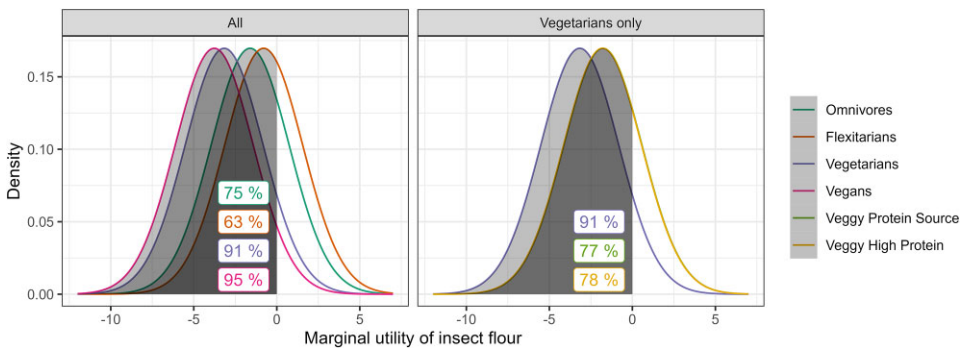 All
Vegetarians only
Density
0.15
0.10
0.05
0.00
75 %
63 %
91 %
95 %
91 %
77 %
78 %
-10
-5
0
5
-10
-5
0
5
Marginal utility of insect flour
Omnivores
Flexitarians
Vegetarians
Vegans
Veggy Protein Source
Veggy High Protein